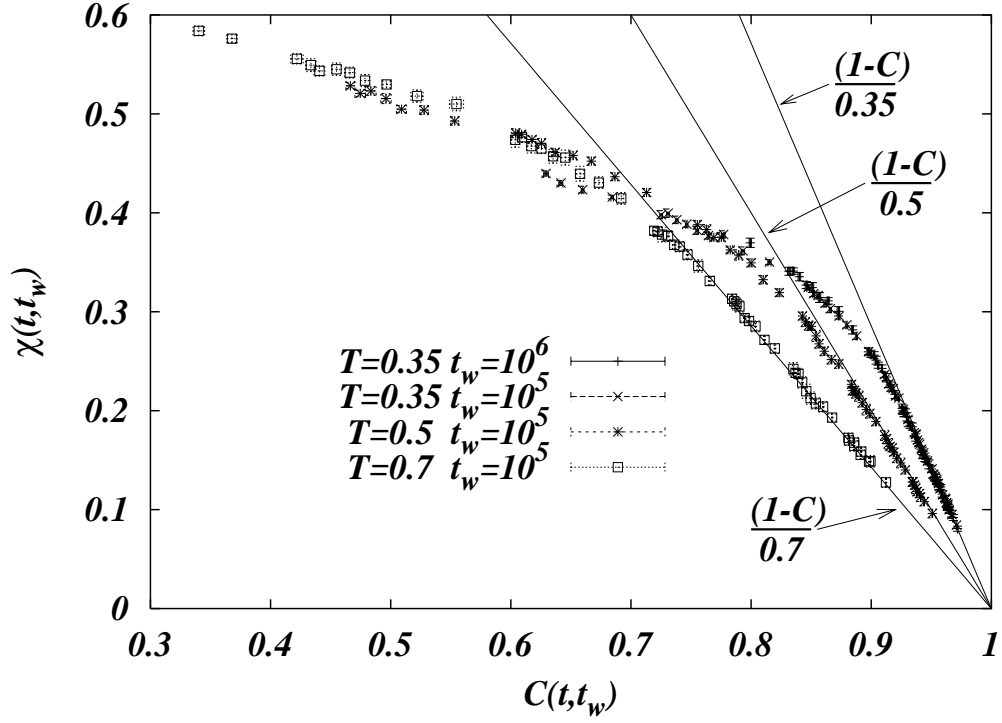 0.6
0.5
0.4
0.3
0.2
0.1
0
0.3 0.4 0.5 0.6 0.7 0.8 0.9 1
χ(t,t_w)
C(t,t_w)
(1-C)
0.35
(1-C)
0.5
(1-C)
0.7
T=0.35 t_w=10^6
T=0.35 t_w=10^5
T=0.5 t_w=10^5
T=0.7 t_w=10^5